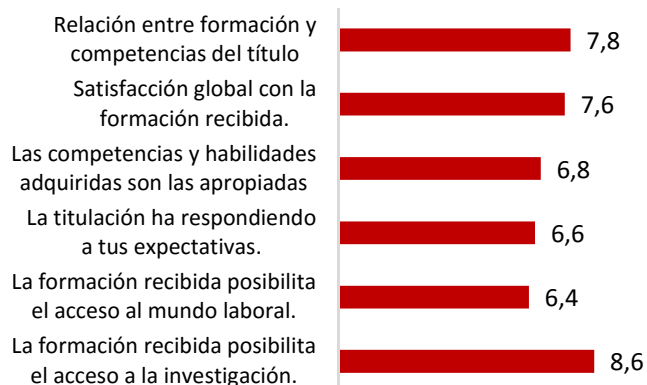 Relación entre formación y
competencias del título
7,8
Satisfacción global con la
formación recibida.
7,6
Las competencias y habilidades
adquiridas son las apropiadas
6,8
La titulación ha respondiendo
a tus expectativas.
6,6
La formación recibida posibilita
el acceso al mundo laboral.
6,4
La formación recibida posibilita
el acceso a la investigación.
8,6